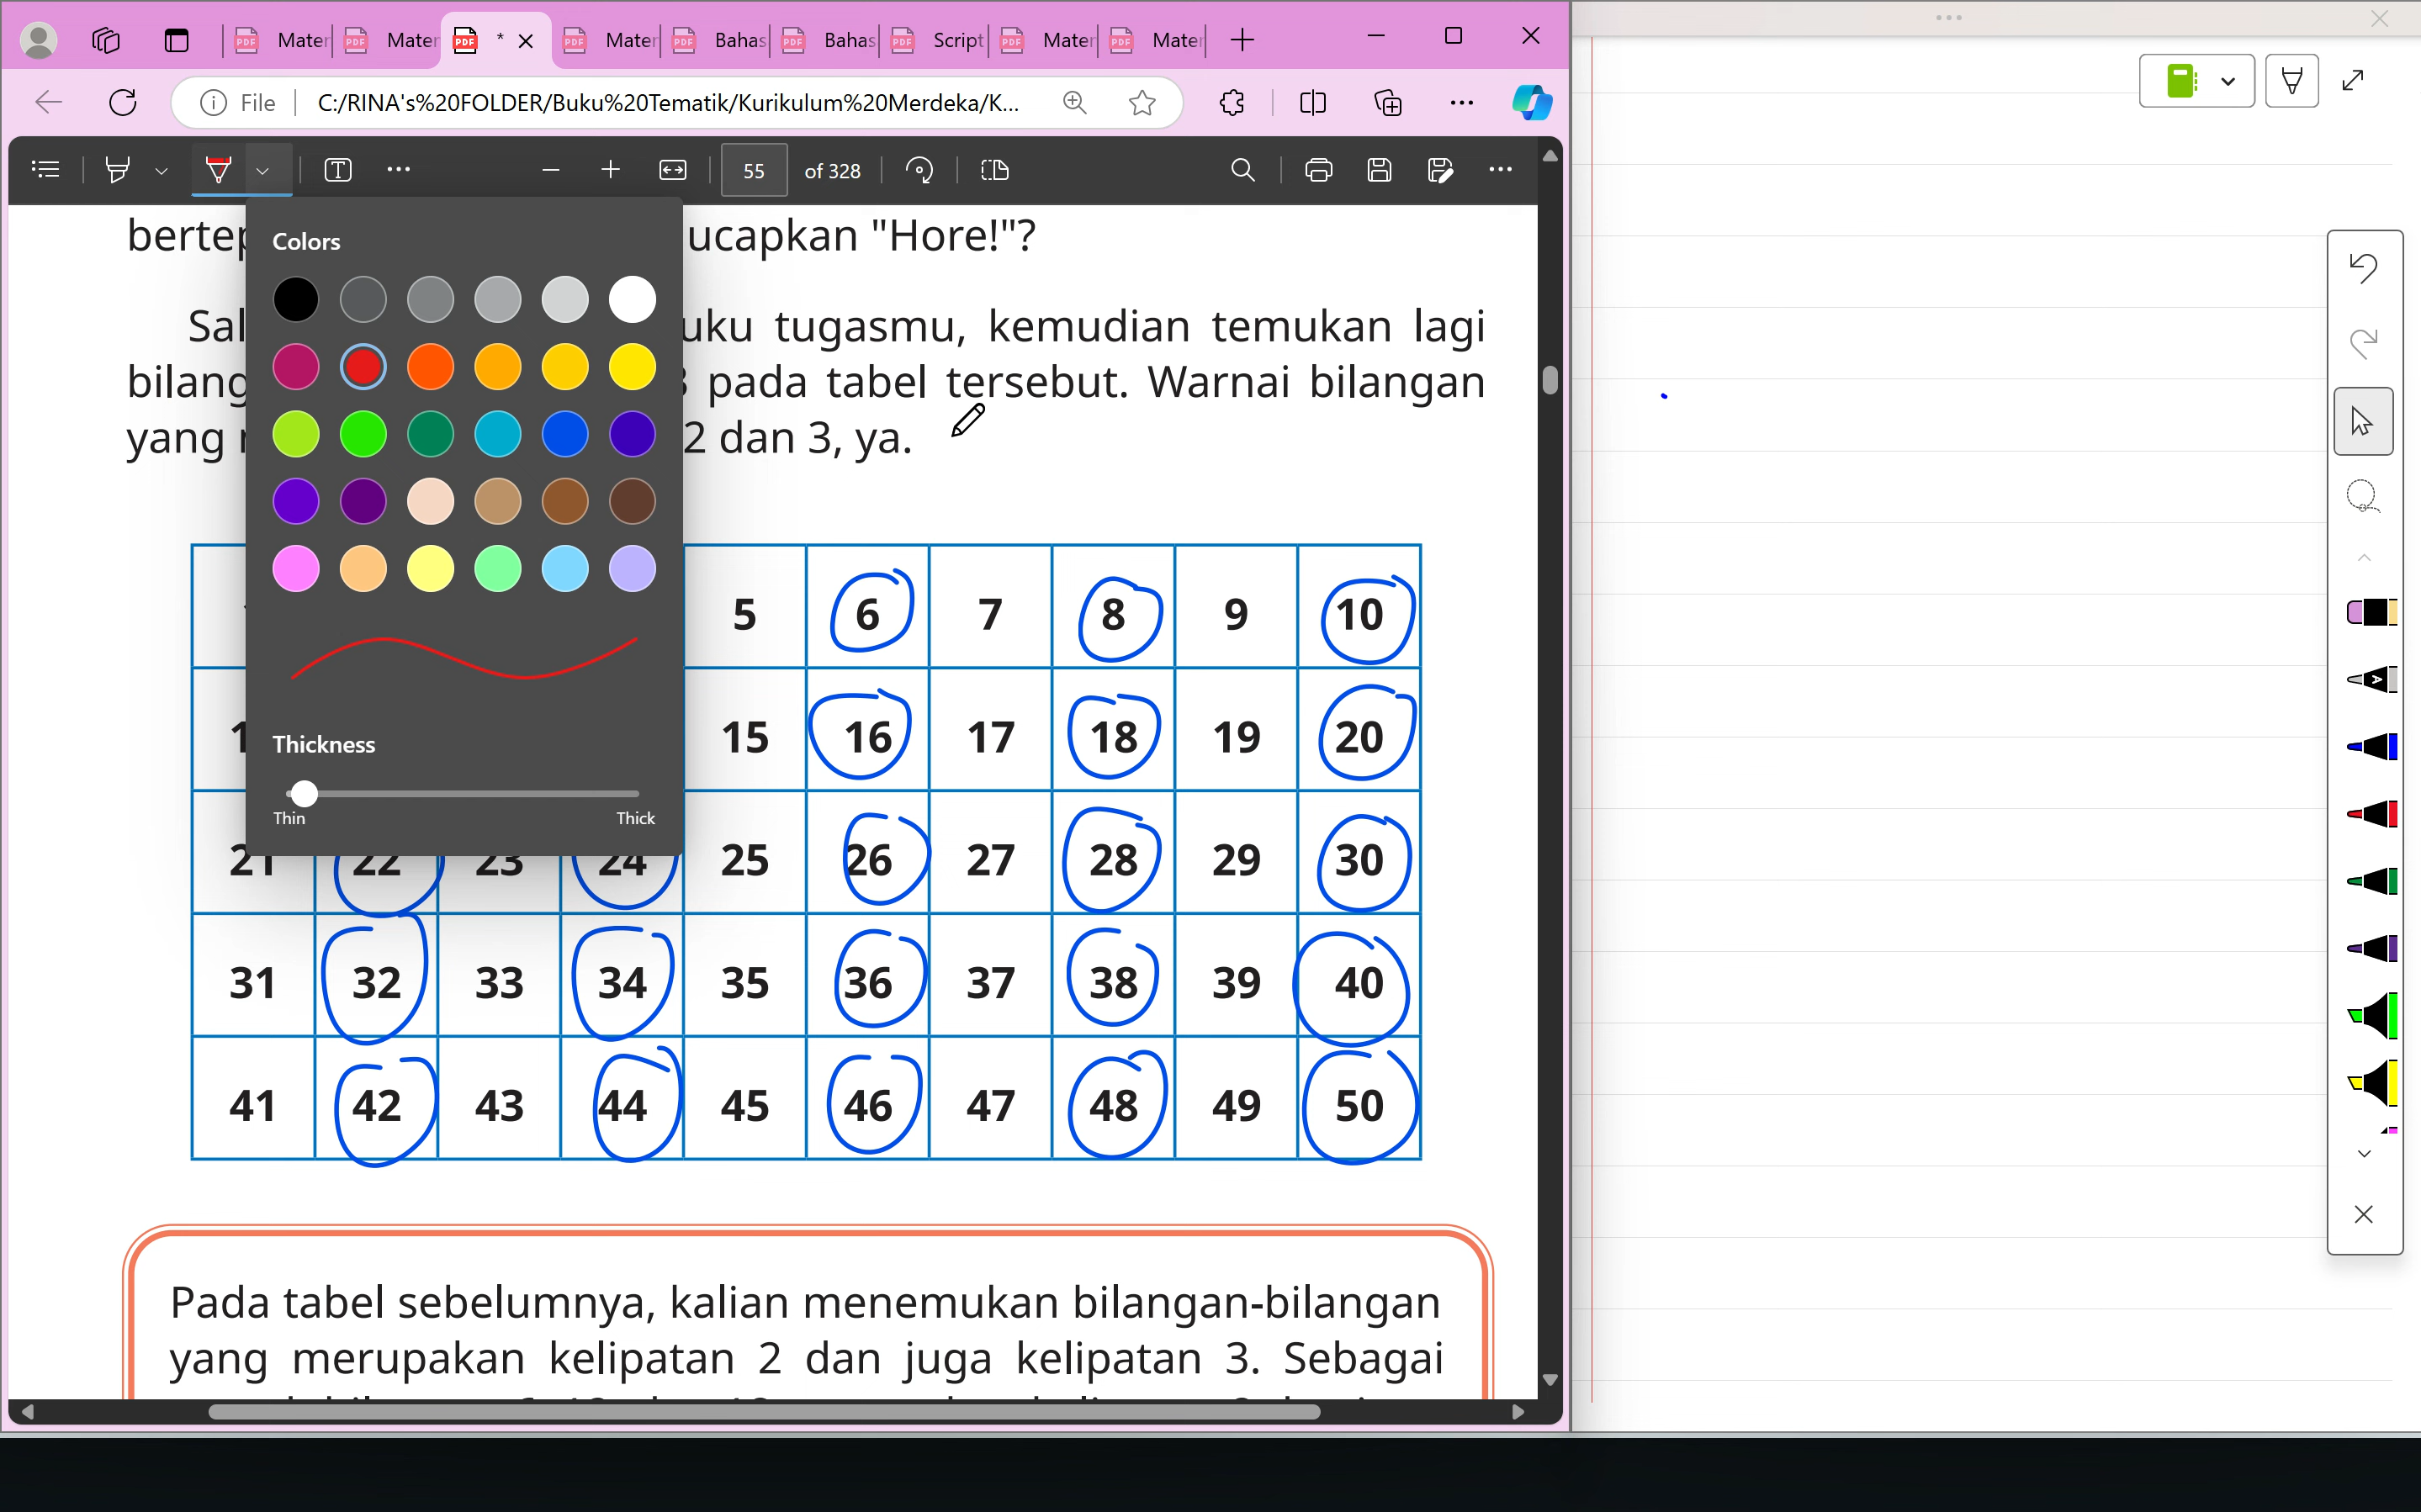 Mater
Mater
*
Mater
Bahas
Bahas
Script
Mater
Mater
File
C:/RINA's%20FOLDER/Buku%20Tematik/Kurikulum%20Merdeka/K...
55 of 328
ucapkan "Hore!"?
Colors
uku tugasmu, kemudian temukan lagi
bilang
pada tabel tersebut. Warnai bilangan
yang
2 dan 3, ya.
5 6 7 8 9 10
15 16 17 18 19 20
Thickness
Thin
Thick
21 22 23 24 25 26 27 28 29 30
31 32 33 34 35 36 37 38 39 40
41 42 43 44 45 46 47 48 49 50
Pada tabel sebelumnya, kalian menemukan bilangan-bilangan
yang merupakan kelipatan 2 dan juga kelipatan 3. Sebagai